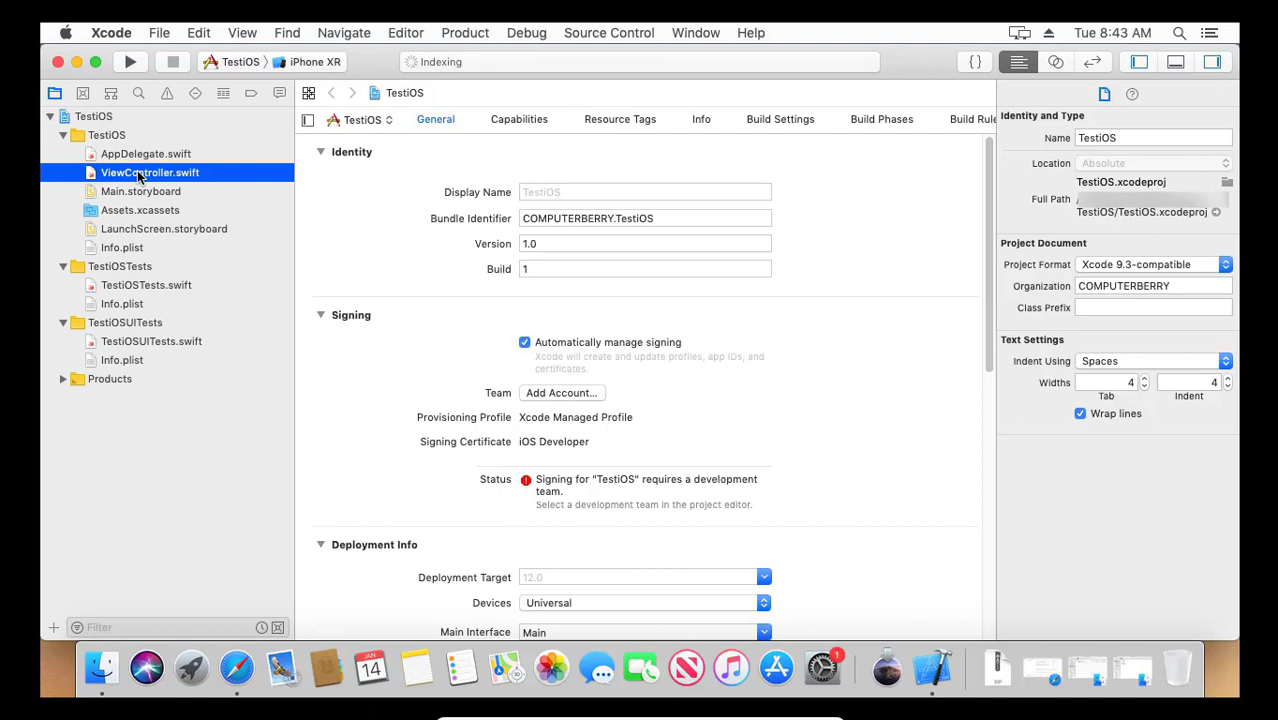 Xcode File Edit View Find Navigate Editor Product Debug Source Control Window Help Tue 8:43 AM
TestiOS iPhone XR Indexing
TestiOS
TestiOS General Capabilities Resource Tags Info Build Settings Build Phases Build Rule
TestiOS
TestiOS
AppDelegate.swift
ViewController.swift
Main.storyboard
Assets.xcassets
LaunchScreen.storyboard
Info.plist
TestiOSTests
TestiOSTests.swift
Info.plist
TestiOSUITests
TestiOSUITests.swift
Info.plist
Products
Filter
Identity
Display Name TestiOS
Bundle Identifier COMPUTERBERRY.TestiOS
Version 1.0
Build 1
Signing
Automatically manage signing
Xcode will create and update profiles, app IDs, and
certificates.
Team Add Account...
Provisioning Profile Xcode Managed Profile
Signing Certificate iOS Developer
Status Signing for "TestiOS" requires a development
team.
Select a development team in the project editor.
Deployment Info
Deployment Target 12.0
Devices Universal
Main Interface Main
Identity and Type
Name TestiOS
Location Absolute
TestiOS.xcodeproj
Full Path /
TestiOS/TestiOS.xcodeproj
Project Document
Project Format Xcode 9.3-compatible
Organization COMPUTERBERRY
Class Prefix
Text Settings
Indent Using Spaces
Widths 4 4
Tab Indent
Wrap lines
JAN
14
1